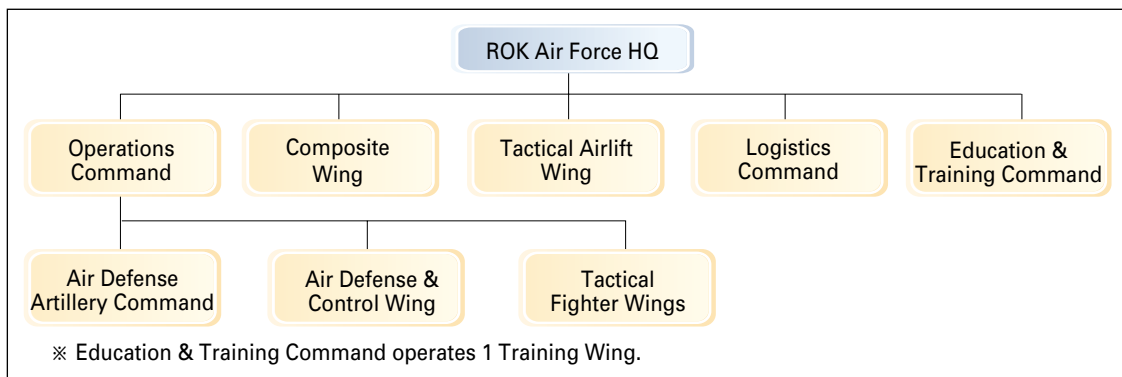 ROK Air Force HQ
Operations
Command
Composite
Wing
Tactical Airlift
Wing
Logistics
Command
Education &
Training Command
Air Defense
Artillery Command
Air Defense &
Control Wing
Tactical
Fighter Wings
※ Education & Training Command operates 1 Training Wing.